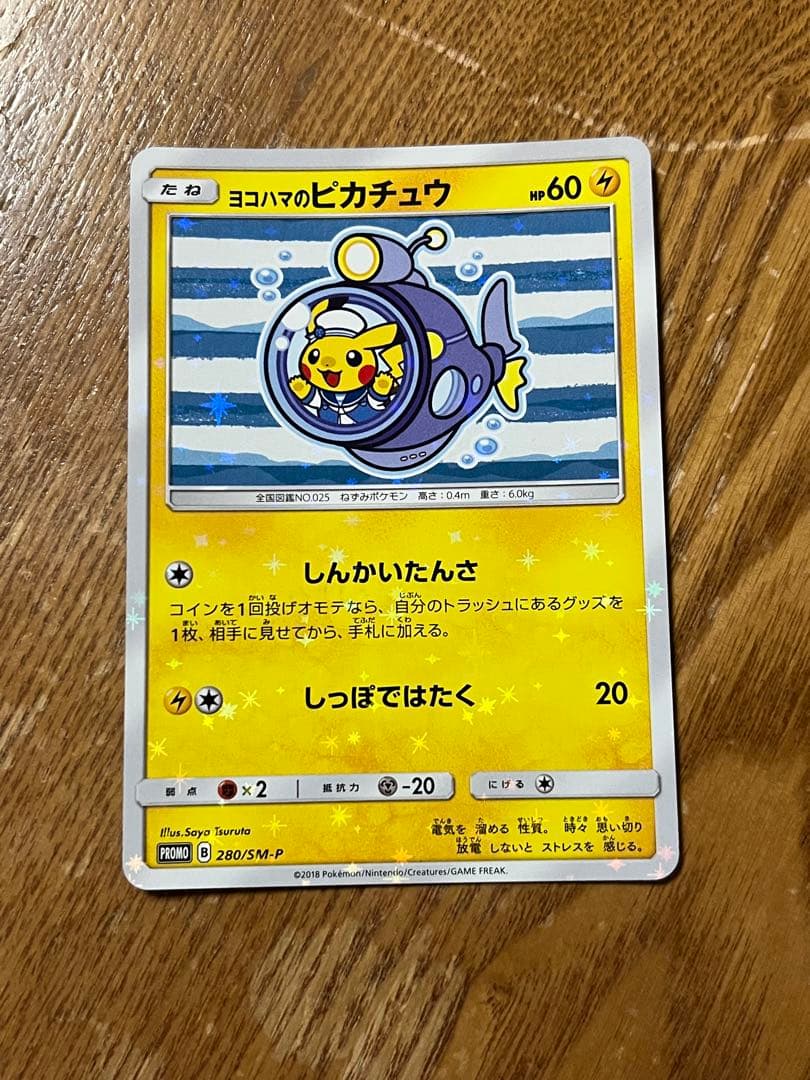 たね ヨコハマのピカチュウ HP60
全国図鑑NO.025 ねずみポケモン 高さ:0.4m 重さ:6.0kg
しんかいたんさ
コインを1回投げオモテなら、自分のトラッシュにあるグッズを
1枚、相手に見せてから、手札に加える。
しっぽではたく 20
弱点 ×2 抵抗力 -20 にげる
Illus.Saya Tsuruta
電気を 溜める 性質。 時々 思い切り
放電 しないと ストレスを 感じる。
PROMO B 280/SM-P
©2018 Pokémon/Nintendo/Creatures/GAME FREAK.